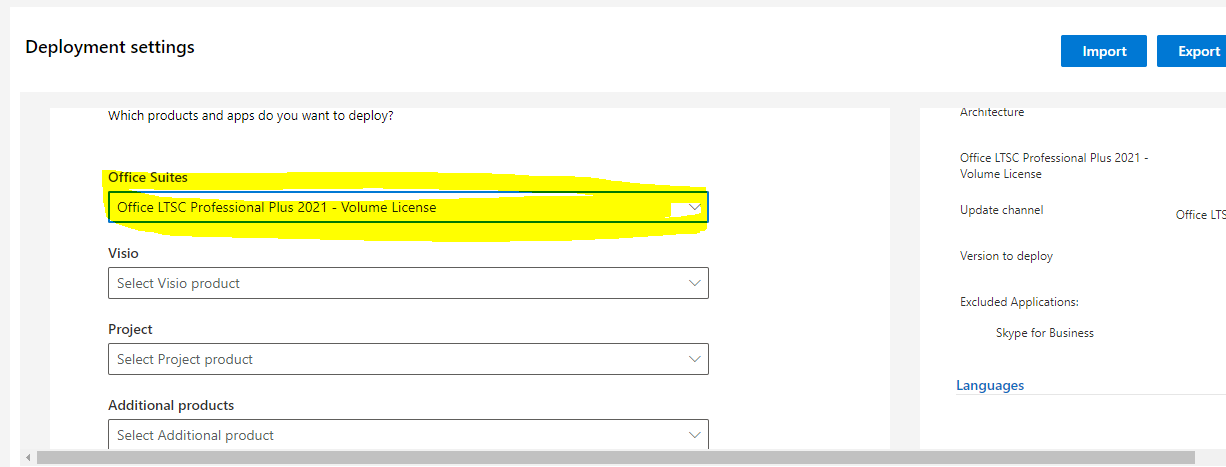 Deployment settings
Import
Export
Which products and apps do you want to deploy?
Office Suites
Office LTSC Professional Plus 2021 - Volume License
Visio
Select Visio product
Project
Select Project product
Additional products
Select Additional product
Architecture
Office LTSC Professional Plus 2021 -
Volume License
Update channel
Office LTS
Version to deploy
Excluded Applications:
Skype for Business
Languages